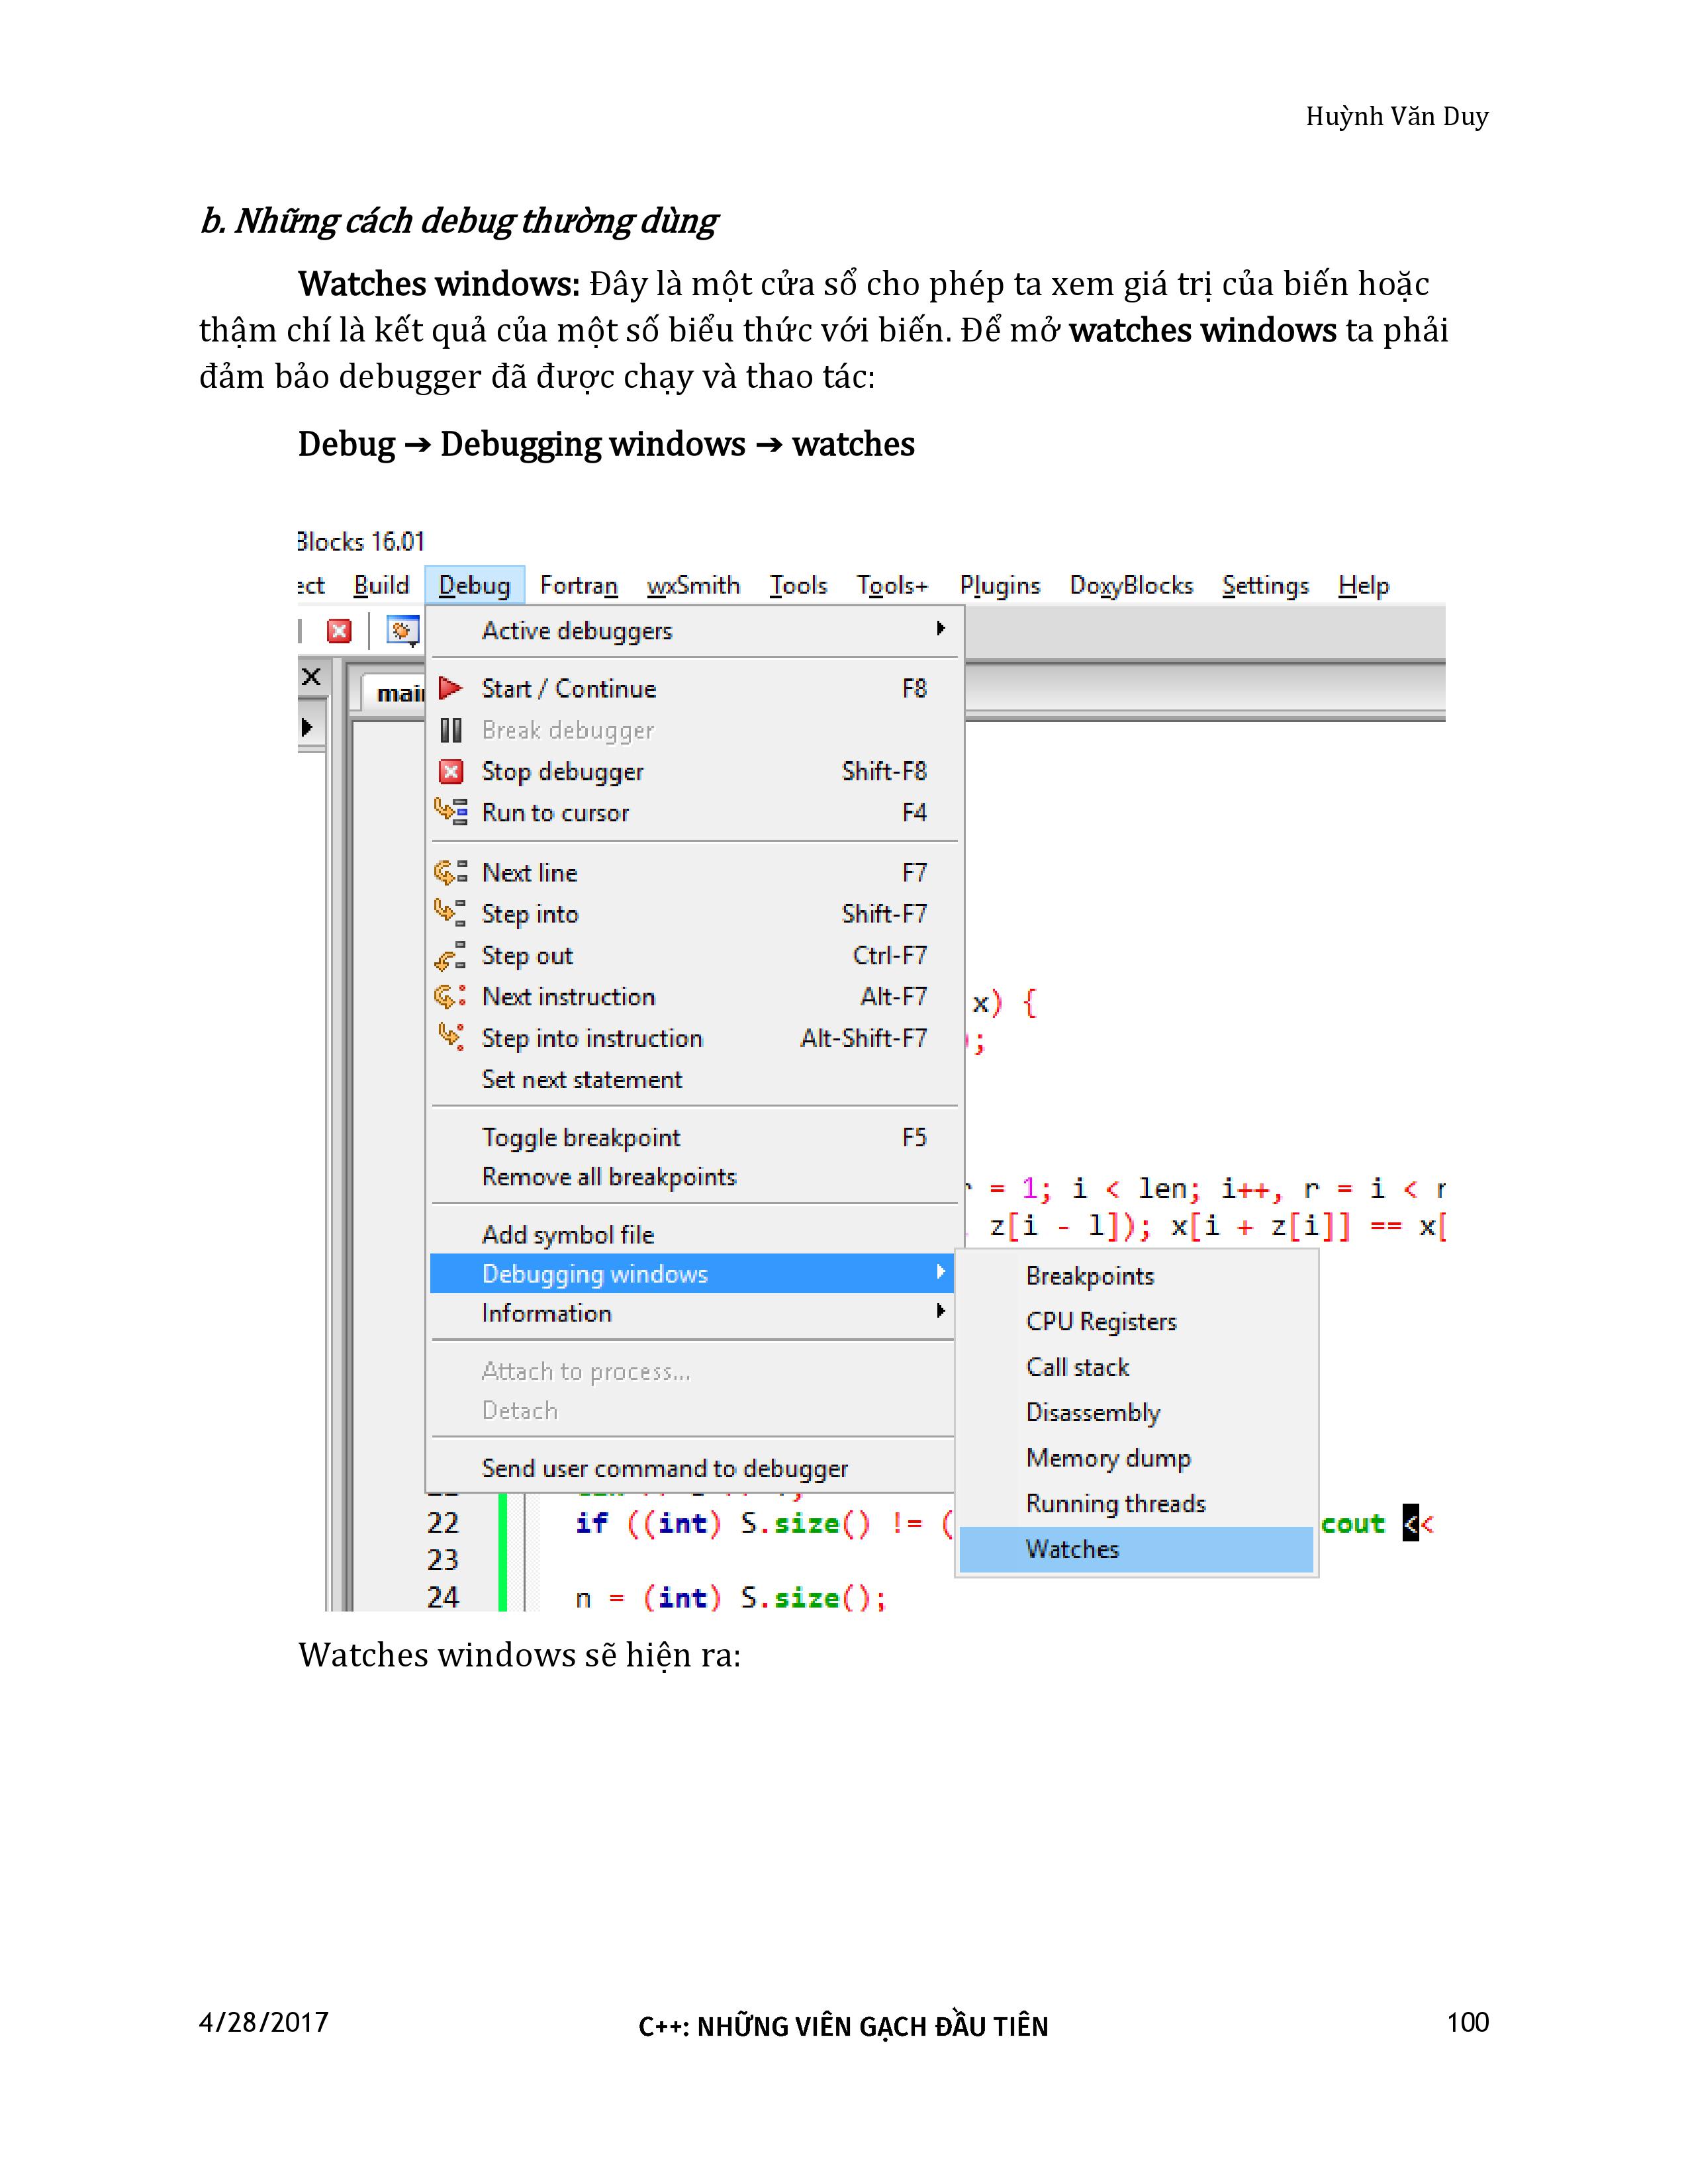 Huỳnh Văn Duy
b. Những cách debug thường dùng
Watches windows: Đây là một cửa sổ cho phép ta xem giá trị của biến hoặc
thậm chí là kết quả của một số biểu thức với biến. Để mở watches windows ta phải
đảm bảo debugger đã được chạy và thao tác:
Debug ➔ Debugging windows ➔ watches
Blocks 16.01
ect Build Debug Fortran wxSmith Tools Tools+ Plugins DoxyBlocks Settings Help
Active debuggers
main
Start / Continue F8
Break debugger
Stop debugger Shift-F8
Run to cursor F4
Next line F7
Step into Shift-F7
Step out Ctrl-F7
Next instruction Alt-F7
x) {
Step into instruction Alt-Shift-F7
);
Set next statement
Toggle breakpoint F5
Remove all breakpoints
r = 1; i < len; i++, r = i < r
z[i - l]); x[i + z[i]] == x[
Add symbol file
Debugging windows
Information
Attach to process...
Detach
Send user command to debugger
Breakpoints
CPU Registers
Call stack
Disassembly
Memory dump
Running threads
Watches
22 if ((int) S.size() != ( cout <<
23
24 n = (int) S.size();
Watches windows sẽ hiện ra:
4/28/2017 C++: NHỮNG VIÊN GẠCH ĐẦU TIÊN 100